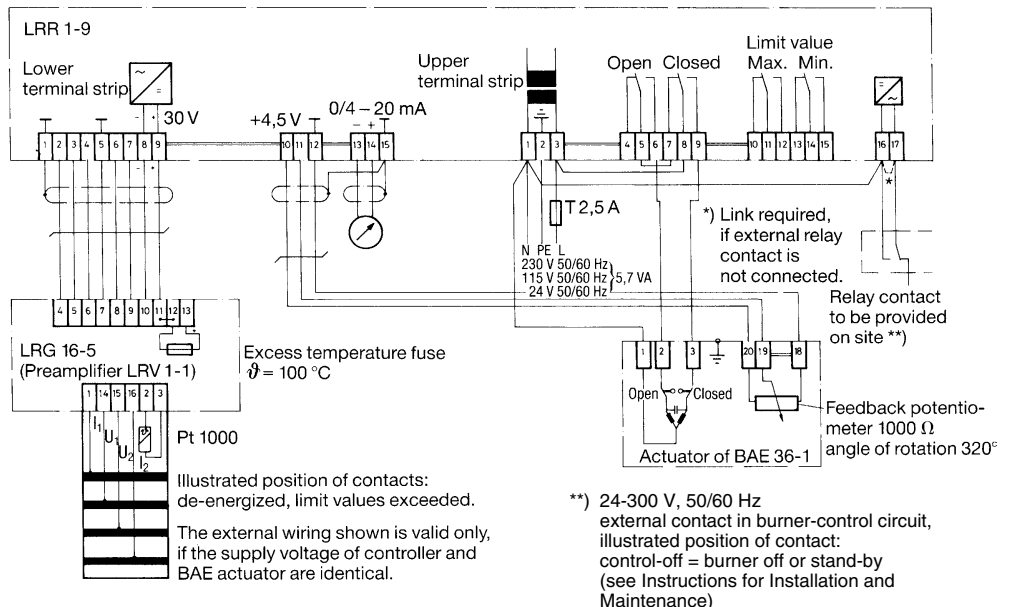 LRR 1-9
Lower
terminal strip
~
=
- +
30 V
+4,5 V
0/4 – 20 mA
- +
Upper
terminal strip
Open Closed
Limit value
Max. Min.
~
=
1 2 3 4 5 6 7 8 9
10 11 12
13 14 15
1 2 3
4 5 6 7 8 9
10 11 12 13 14 15
16 17
- +
*
T 2,5 A
N PE L
230 V 50/60 Hz
115 V 50/60 Hz
24 V 50/60 Hz
5,7 VA
*) Link required,
if external relay
contact is
not connected.
Relay contact
to be provided
on site **)
4 5 6 7 8 9 10 11 12 13
+
LRG 16-5
(Preamplifier LRV 1-1)
Excess temperature fuse
ϑ = 100 °C
1 14 15 16 2 3
I1
U1
U2
I2
ϑ
Pt 1000
1 2 3
20 19 18
Open Closed
Actuator of BAE 36-1
Feedback potentio-
meter 1000 Ω
angle of rotation 320°
Illustrated position of contacts:
de-energized, limit values exceeded.
The external wiring shown is valid only,
if the supply voltage of controller and
BAE actuator are identical.
**) 24-300 V, 50/60 Hz
external contact in burner-control circuit,
illustrated position of contact:
control-off = burner off or stand-by
(see Instructions for Installation and
Maintenance)